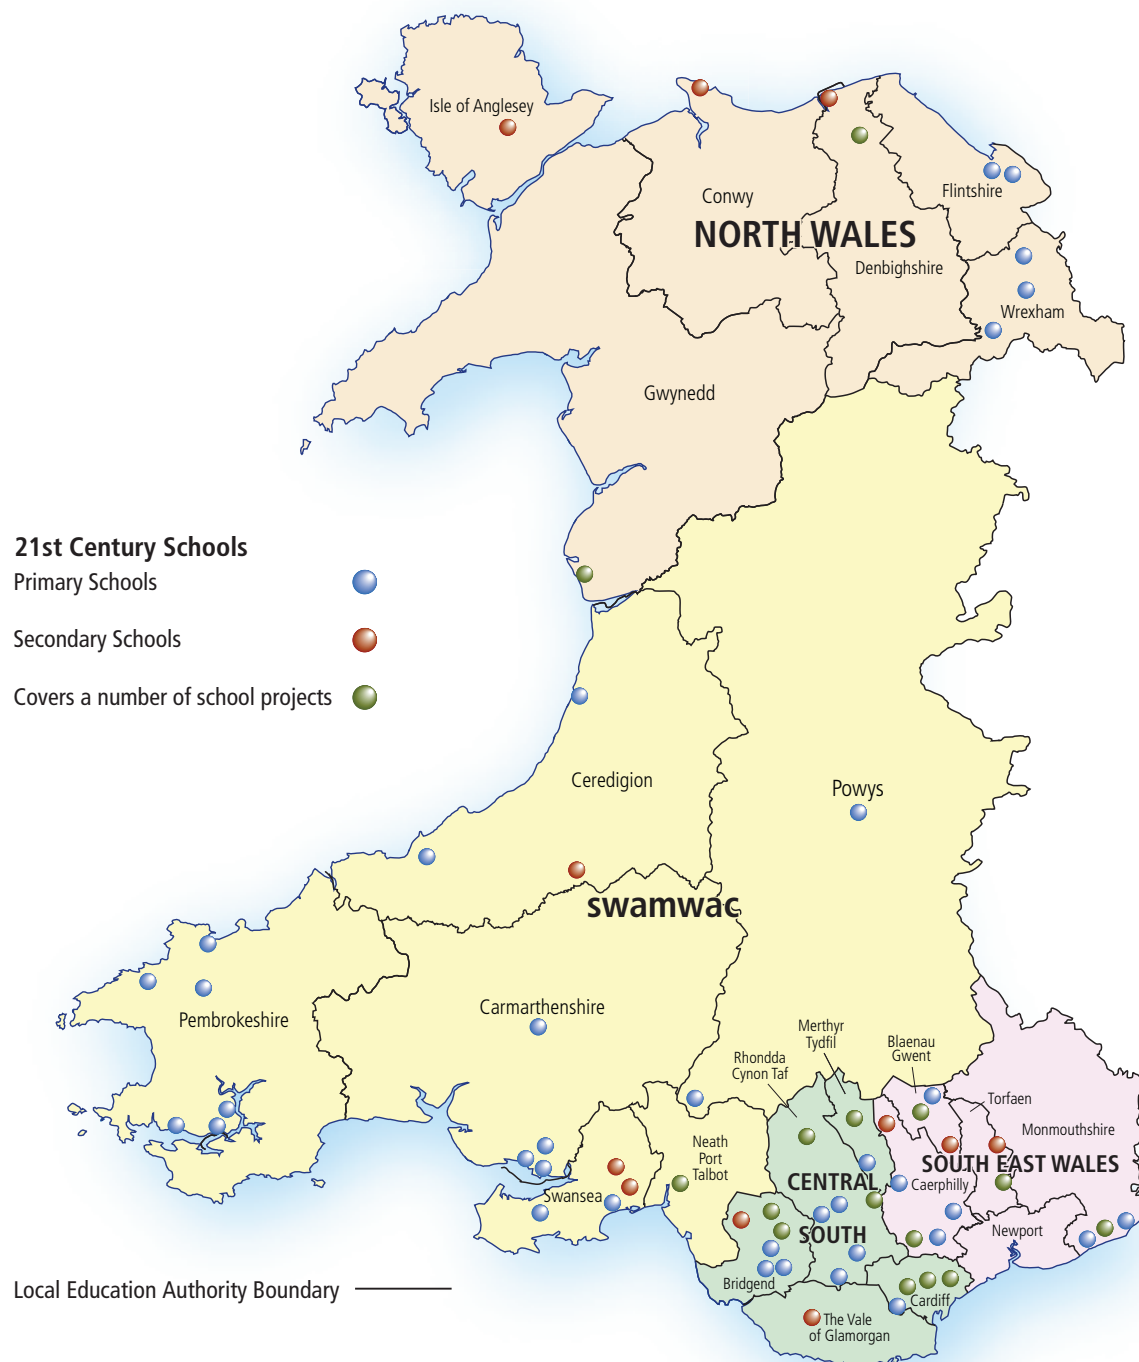 Isle of Anglesey
Conwy
Flintshire
NORTH WALES
Denbighshire
Wrexham
Gwynedd
21st Century Schools
Primary Schools
Secondary Schools
Covers a number of school projects
Ceredigion
Powys
swamwac
Carmarthenshire
Pembrokeshire
Merthyr
Tydfil
Blaenau
Gwent
Rhondda
Cynon Taf
Torfaen
Monmouthshire
Neath
Port
Talbot
SOUTH EAST WALES
CENTRAL
Caerphilly
Swansea
SOUTH
Newport
Bridgend
Local Education Authority Boundary
Cardiff
The Vale
of Glamorgan